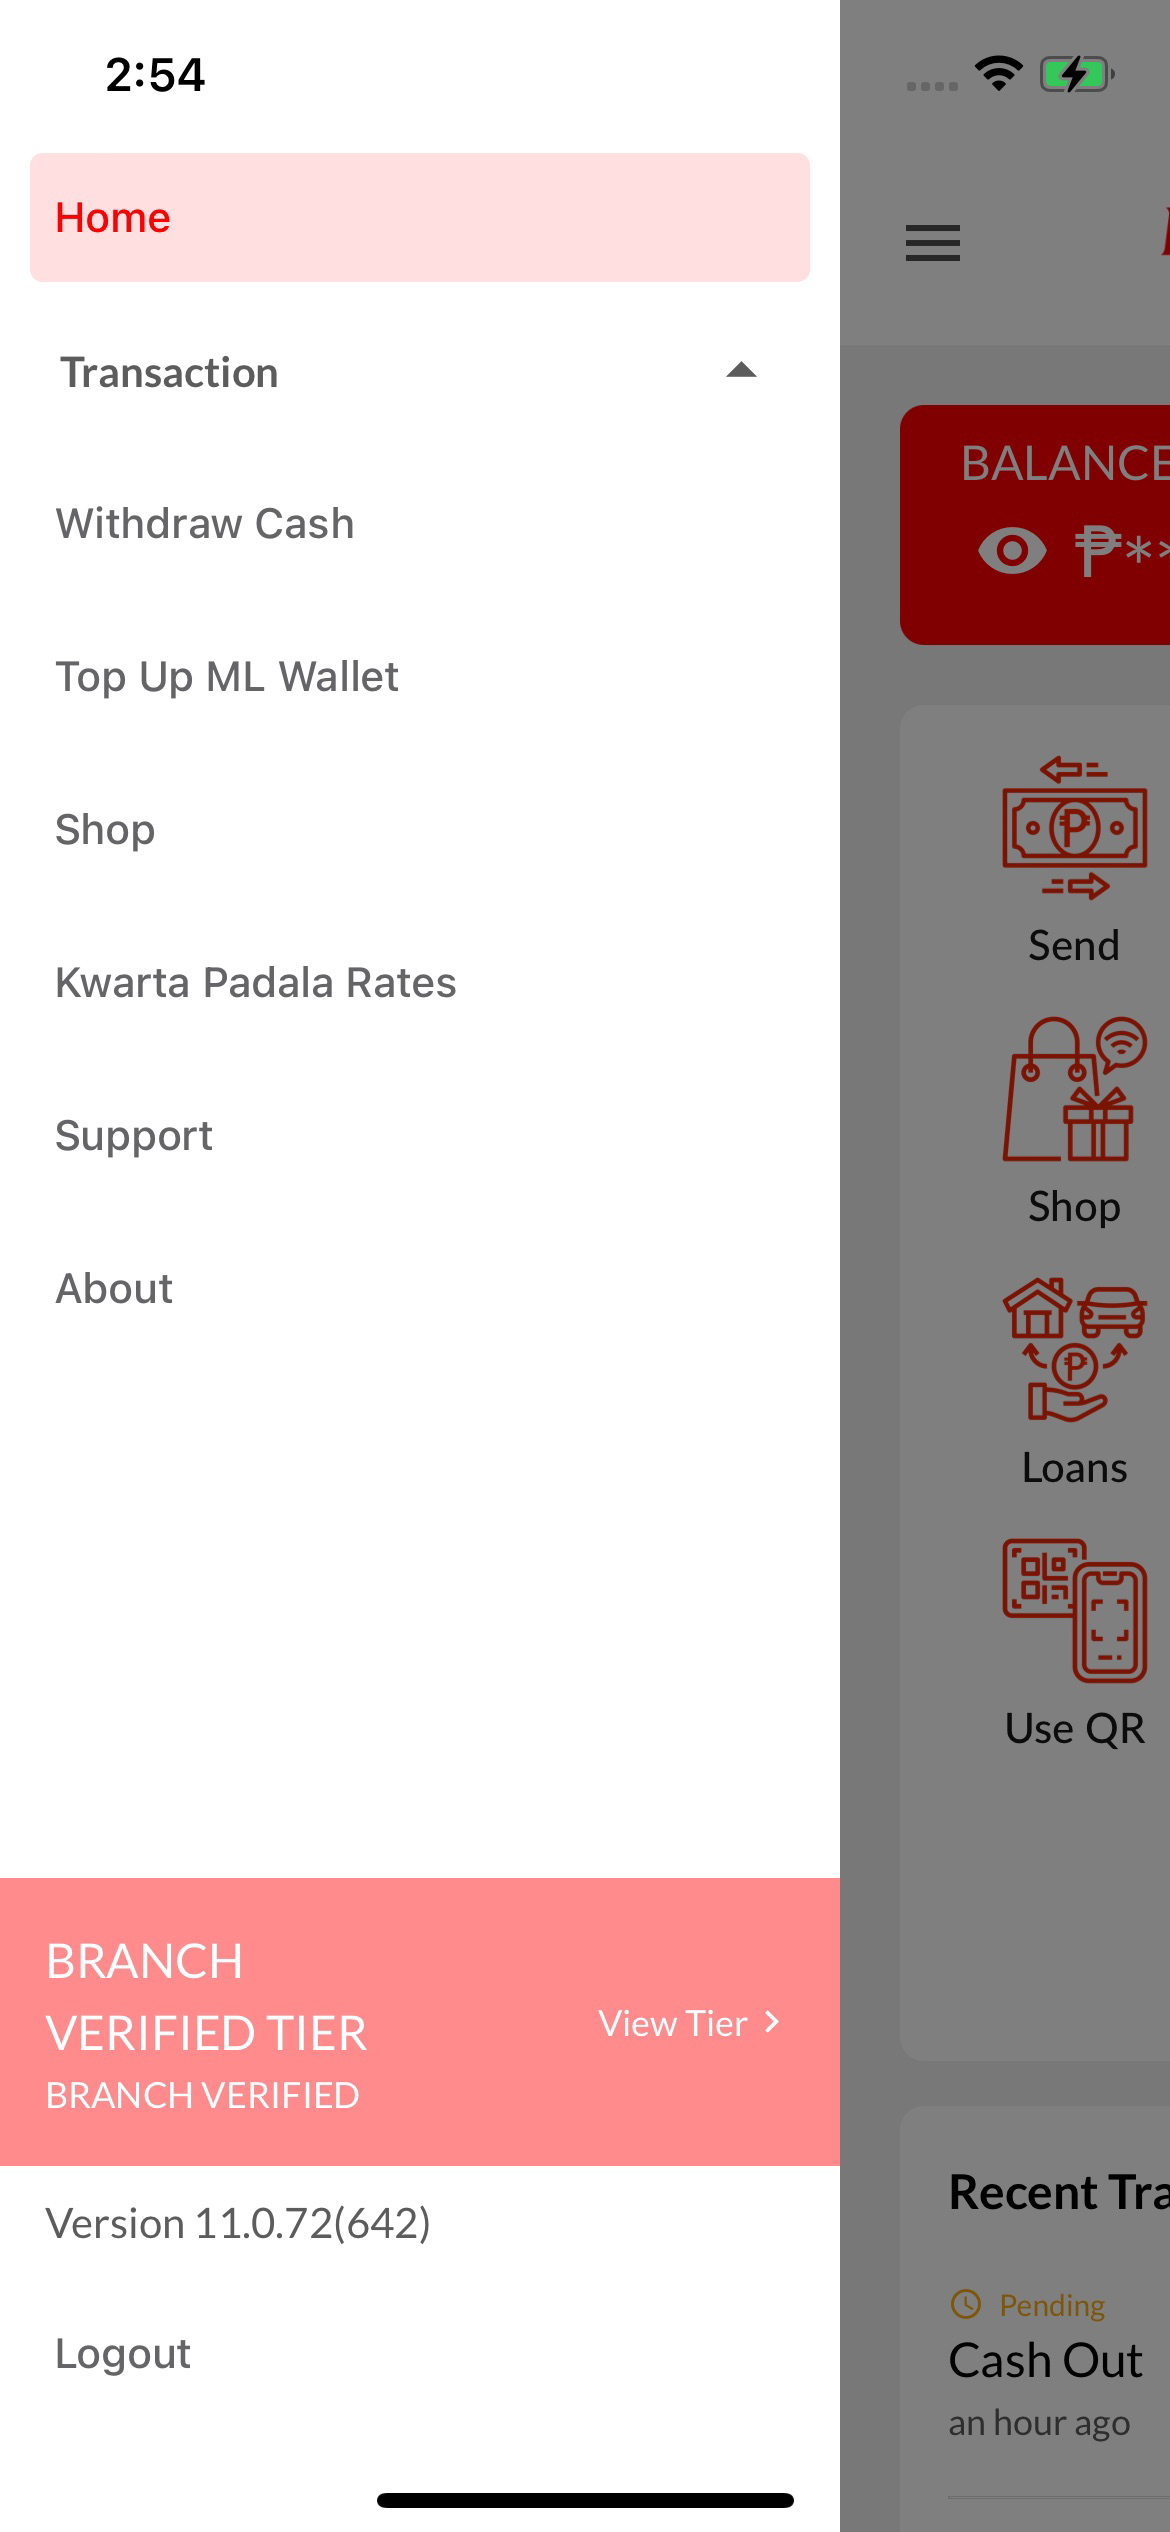 2:54
Home
Transaction
Withdraw Cash
Top Up ML Wallet
Shop
Kwarta Padala Rates
Support
About
BRANCH
VERIFIED TIER
BRANCH VERIFIED
View Tier
Version 11.0.72(642)
Logout
BALANCE
₱**
Send
Shop
Loans
Use QR
Recent Tra
Pending
Cash Out
an hour ago